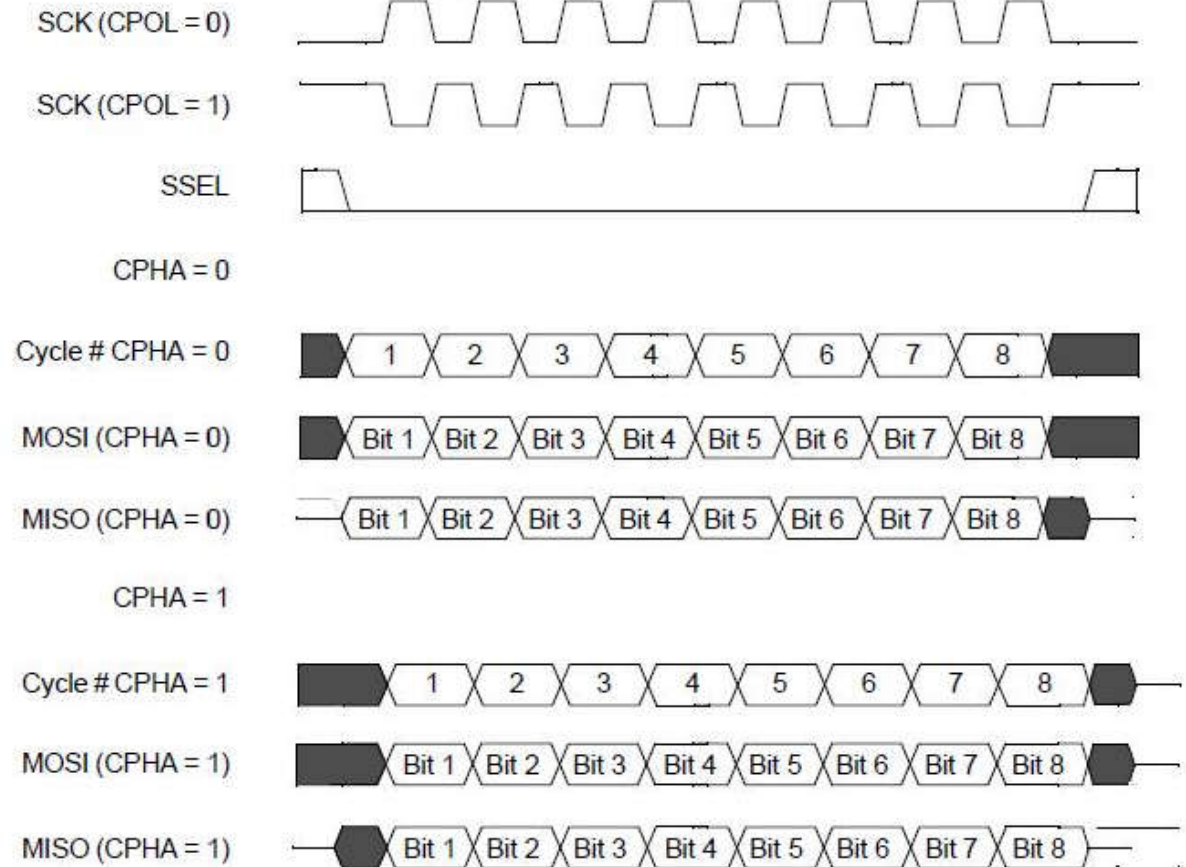 SCK (CPOL = 0)
SCK (CPOL = 1)
SSEL
CPHA = 0
Cycle # CPHA = 0 1 2 3 4 5 6 7 8
MOSI (CPHA = 0) Bit 1 Bit 2 Bit 3 Bit 4 Bit 5 Bit 6 Bit 7 Bit 8
MISO (CPHA = 0) Bit 1 Bit 2 Bit 3 Bit 4 Bit 5 Bit 6 Bit 7 Bit 8
CPHA = 1
Cycle # CPHA = 1 1 2 3 4 5 6 7 8
MOSI (CPHA = 1) Bit 1 Bit 2 Bit 3 Bit 4 Bit 5 Bit 6 Bit 7 Bit 8
MISO (CPHA = 1) Bit 1 Bit 2 Bit 3 Bit 4 Bit 5 Bit 6 Bit 7 Bit 8